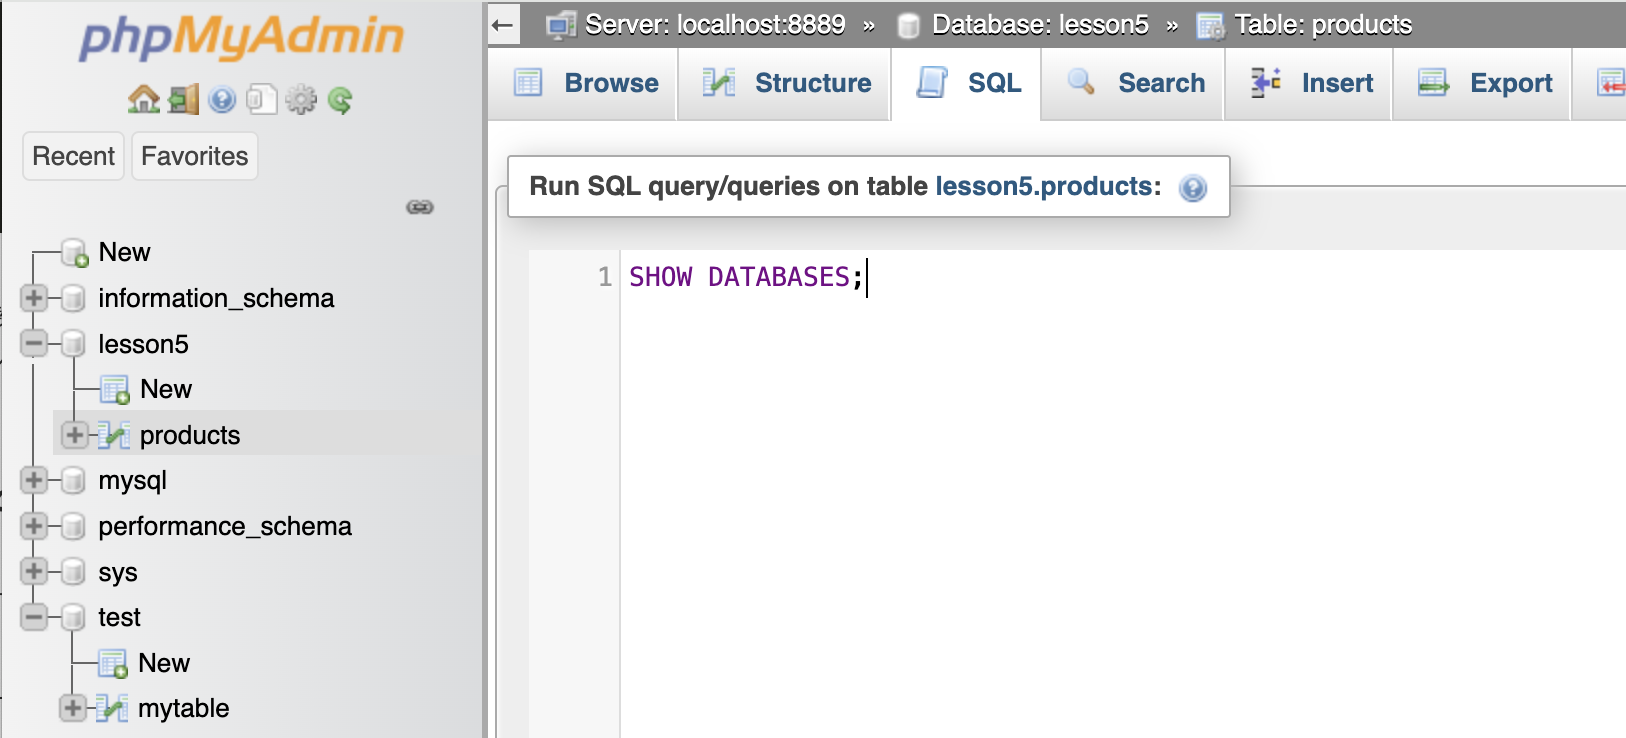 phpMyAdmin
Recent Favorites
New
information_schema
lesson5
New
products
mysql
performance_schema
sys
test
New
mytable
Server: localhost:8889 » Database: lesson5 » Table: products
Browse Structure SQL Search Insert Export
Run SQL query/queries on table lesson5.products:
1 SHOW DATABASES;